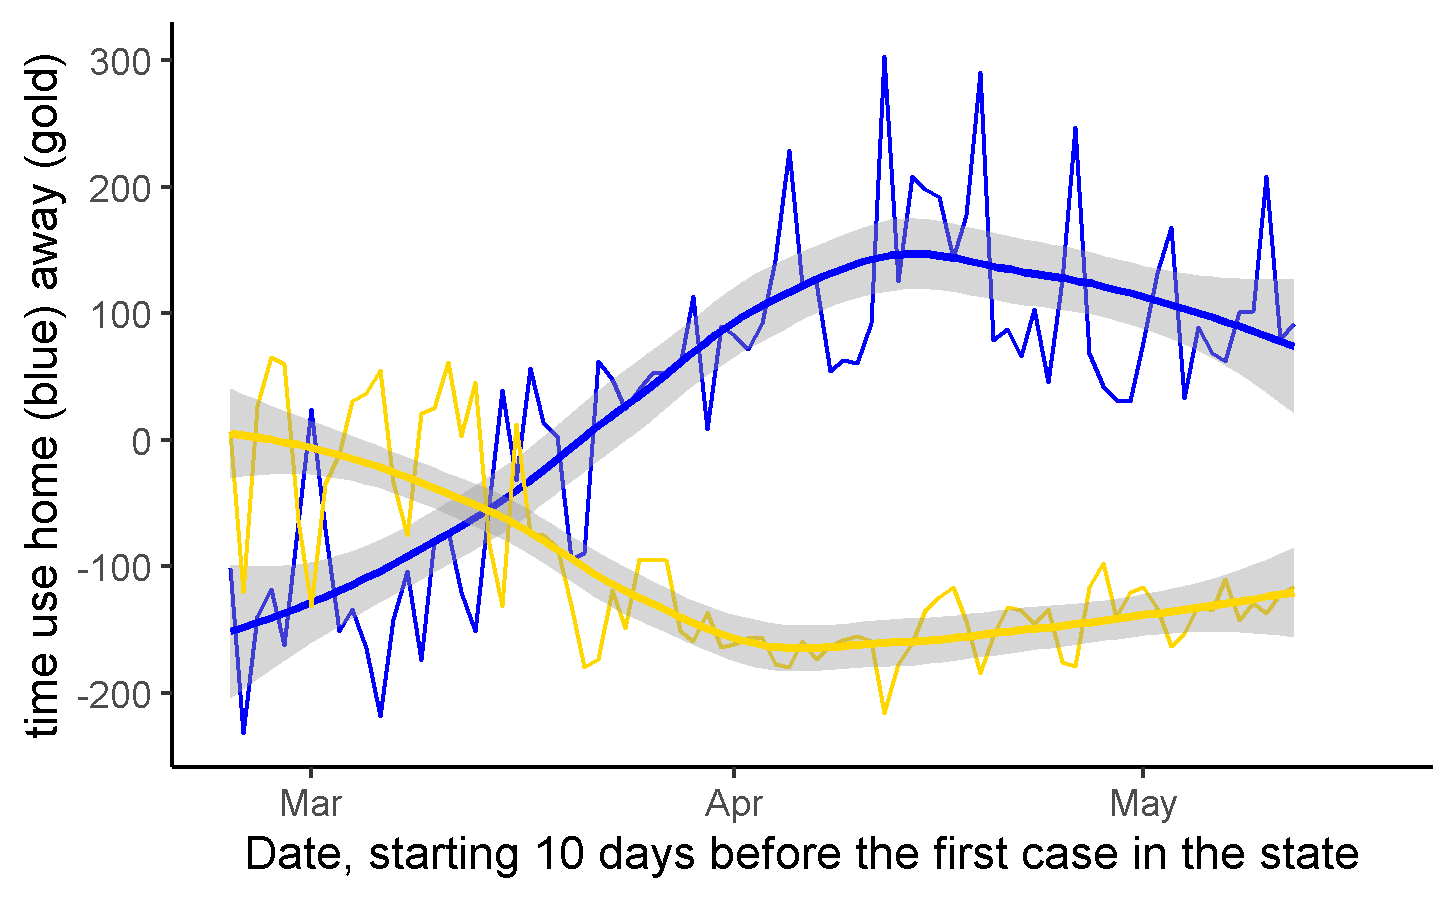 time use home (blue) away (gold)
300
200
100
0
-100
-200
Mar Apr May
Date, starting 10 days before the first case in the state